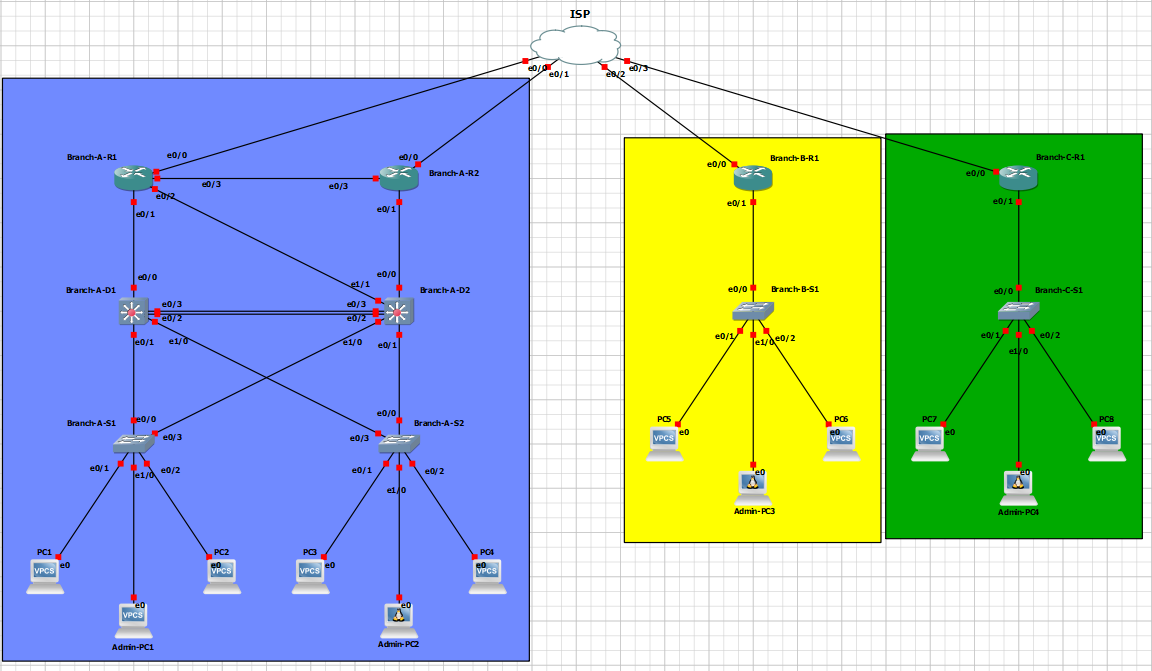 ISP
e0/0
e0/1
e0/2
e0/3
Branch-A-R1
e0/0
e0/3
e0/2
e0/1
e0/0
Branch-A-R2
e0/3
e0/1
Branch-B-R1
e0/0
e0/1
Branch-C-R1
e0/0
e0/1
Branch-A-D1
e0/0
e0/3
e0/2
e0/1
e1/0
e0/0
e1/1
Branch-A-D2
e0/3
e0/2
e1/0
e0/1
e0/0
Branch-B-S1
e0/1
e1/0
e0/2
e0/0
Branch-C-S1
e0/1
e1/0
e0/2
Branch-A-S1
e0/0
e0/3
e0/1
e1/0
e0/2
e0/0
Branch-A-S2
e0/3
e0/1
e1/0
e0/2
PC5
e0
VPCS
PC6
e0
VPCS
e0
Admin-PC3
PC7
e0
VPCS
PC8
e0
VPCS
e0
Admin-PC4
PC1
e0
VPCS
PC2
e0
VPCS
PC3
e0
VPCS
PC4
e0
VPCS
e0
VPCS
Admin-PC1
e0
Admin-PC2